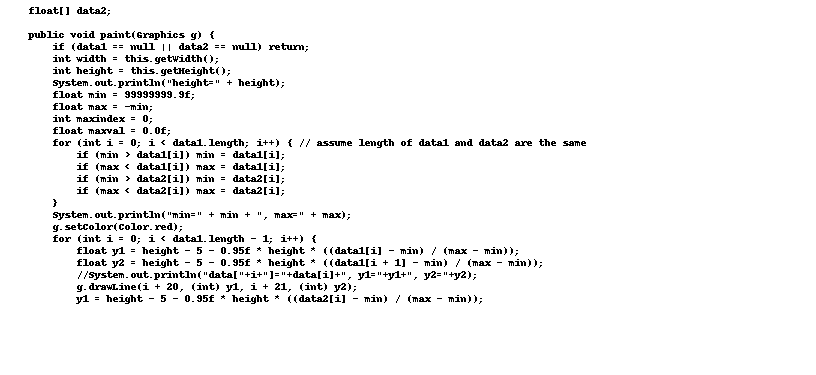 float[] data2;

public void paint(Graphics g) {
    if (data1 == null || data2 == null) return;
    int width = this.getWidth();
    int height = this.getHeight();
    System.out.println("height=" + height);
    float min = 99999999.9f;
    float max = -min;
    int maxindex = 0;
    float maxval = 0.0f;
    for (int i = 0; i < data1.length; i++) { // assume length of data1 and data2 are the same
        if (min > data1[i]) min = data1[i];
        if (max < data1[i]) max = data1[i];
        if (min > data2[i]) min = data2[i];
        if (max < data2[i]) max = data2[i];
    }
    System.out.println("min=" + min + ", max=" + max);
    g.setColor(Color.red);
    for (int i = 0; i < data1.length - 1; i++) {
        float y1 = height - 5 - 0.95f * height * ((data1[i] - min) / (max - min));
        float y2 = height - 5 - 0.95f * height * ((data1[i + 1] - min) / (max - min));
        //System.out.println("data["+i+"]="+data[i]+", y1="+y1+", y2="+y2);
        g.drawLine(i + 20, (int) y1, i + 21, (int) y2);
        y1 = height - 5 - 0.95f * height * ((data2[i] - min) / (max - min));